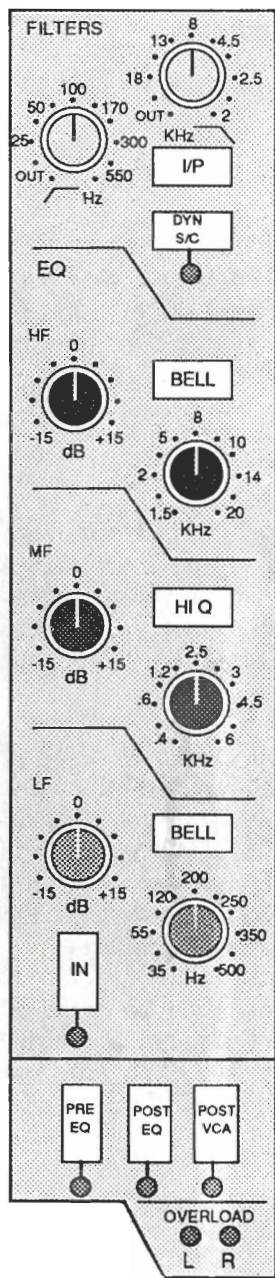 FILTERS
8
13 4.5
18 2.5
OUT 2
KHz
100
50 170
25 300
OUT 550
Hz
I/P
DYN
S/C
EQ
HF
0
-15 +15
dB
BELL
8
5 10
2 14
1.5 20
KHz
MF
0
-15 +15
dB
HI Q
2.5
1.2 3
.6 4.5
.4 6
KHz
LF
0
-15 +15
dB
BELL
200
120 250
55 350
35 500
Hz
IN
PRE
EQ
POST
EQ
POST
VCA
OVERLOAD
L R